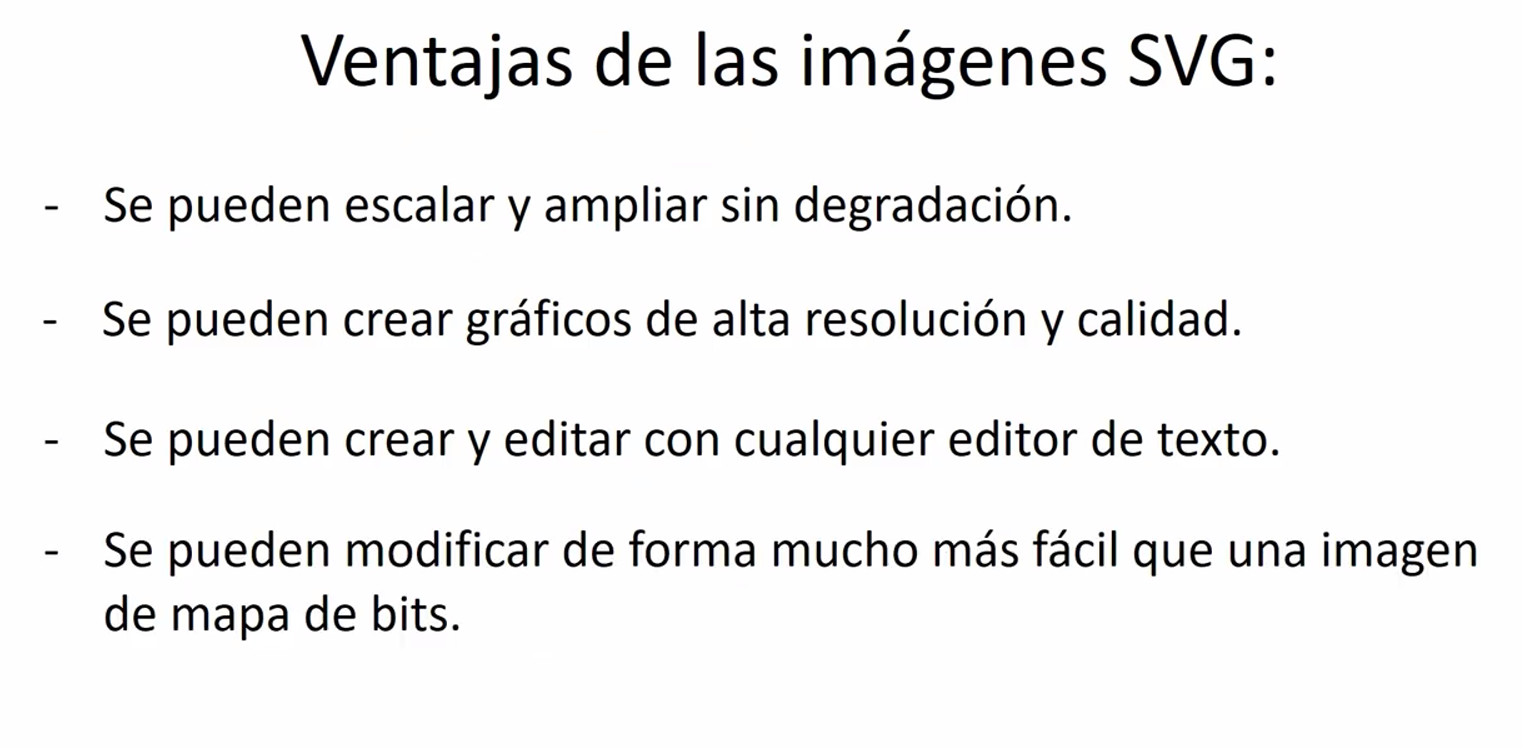 Ventajas de las imágenes SVG:
- Se pueden escalar y ampliar sin degradación.
- Se pueden crear gráficos de alta resolución y calidad.
- Se pueden crear y editar con cualquier editor de texto.
- Se pueden modificar de forma mucho más fácil que una imagen
de mapa de bits.